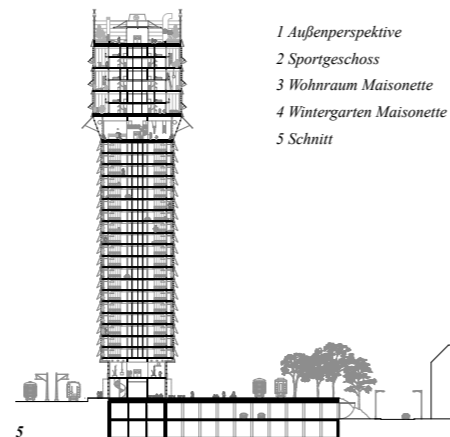 1 Außenperspektive
2 Sportgeschoss
3 Wohnraum Maisonette
4 Wintergarten Maisonette
5 Schnitt
5